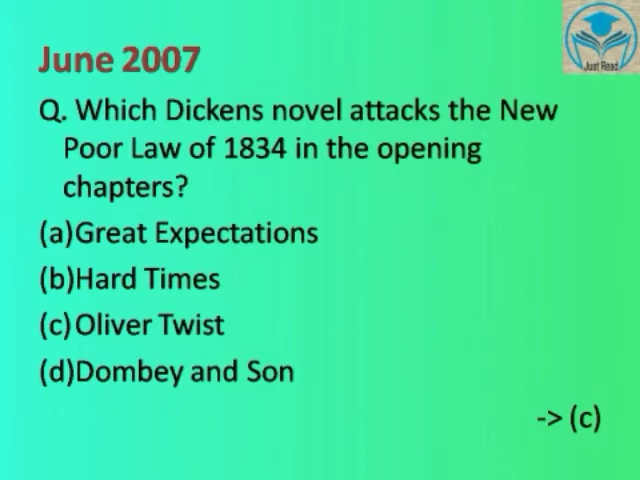 Just Read
June 2007
Q. Which Dickens novel attacks the New
Poor Law of 1834 in the opening
chapters?
(a)Great Expectations
(b)Hard Times
(c)Oliver Twist
(d)Dombey and Son
-> (c)